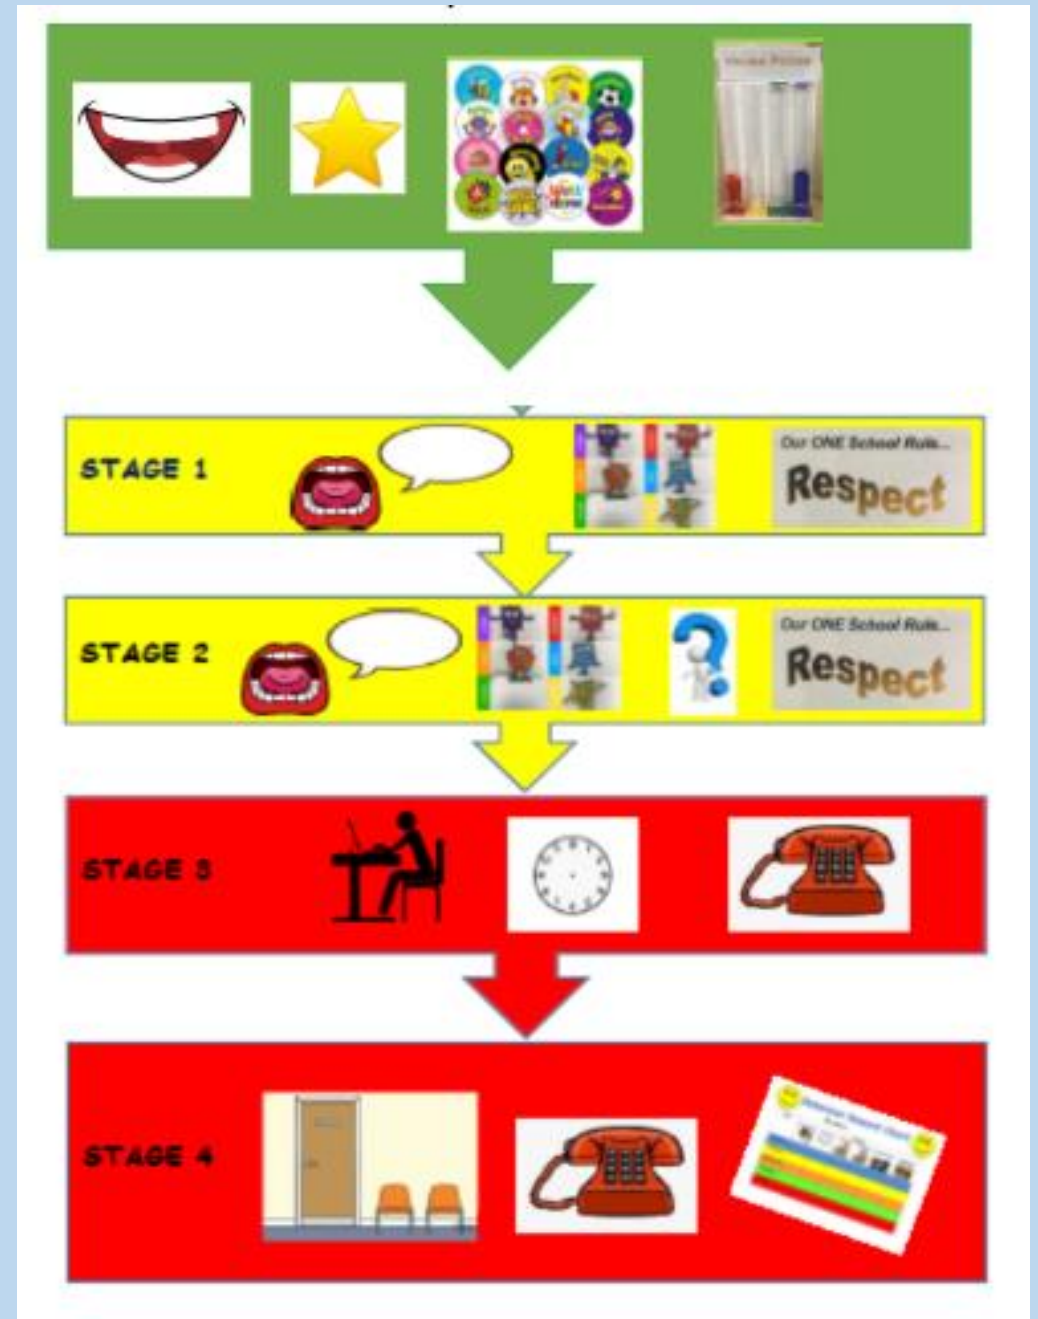 STAGE 1
Our ONE School Rule...
Respect
STAGE 2
Our ONE School Rule...
Respect
STAGE 3
STAGE 4